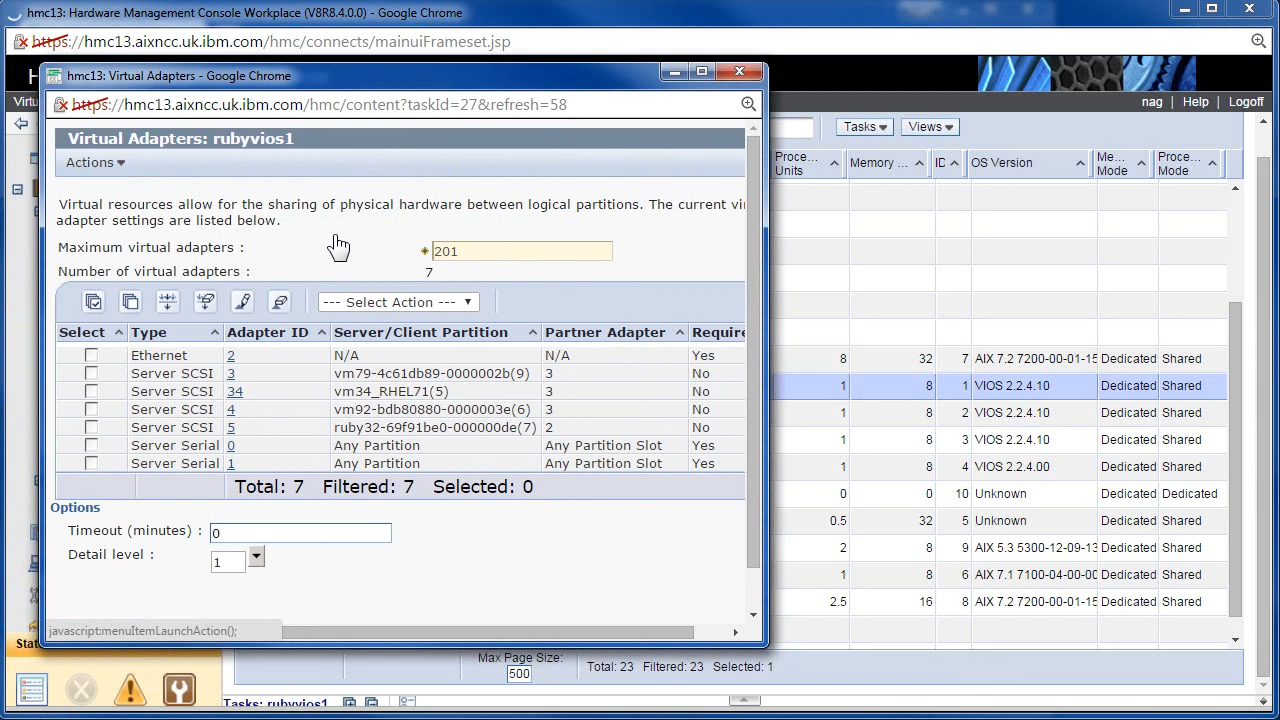 hmc13: Hardware Management Console Workplace (V8R8.4.0.0) - Google Chrome
https://hmc13.aixncc.uk.ibm.com/hmc/connects/mainuiFrameset.jsp
nag | Help | Logoff
hmc13: Virtual Adapters - Google Chrome
https://hmc13.aixncc.uk.ibm.com/hmc/content?taskId=27&refresh=58
Virtual Adapters: rubyvios1
Actions
Tasks Views
Virtual resources allow for the sharing of physical hardware between logical partitions. The current
adapter settings are listed below.
Maximum virtual adapters : 201
Number of virtual adapters : 7
--- Select Action ---
Select Type Adapter ID Server/Client Partition Partner Adapter
Ethernet 2 N/A N/A Yes
Server SCSI 3 vm79-4c61db89-0000002b(9) 3 No
Server SCSI 34 vm34_RHEL71(5) 3 No
Server SCSI 4 vm92-bdb80880-0000003e(6) 3 No
Server SCSI 5 ruby32-69f91be0-000000de(7) 2 No
Server Serial 0 Any Partition Any Partition Slot Yes
Server Serial 1 Any Partition Any Partition Slot Yes
Total: 7 Filtered: 7 Selected: 0
Options
Timeout (minutes) : 0
Detail level : 1
javascript:menuItemLaunchAction();
Proce... Units Memory ... ID OS Version Me... Mode Proce... Mode
8 32 7 AIX 7.2 7200-00-01-15 Dedicated Shared
1 8 1 VIOS 2.2.4.10 Dedicated Shared
1 8 2 VIOS 2.2.4.10 Dedicated Shared
1 8 3 VIOS 2.2.4.10 Dedicated Shared
1 8 4 VIOS 2.2.4.00 Dedicated Shared
0 0 10 Unknown Dedicated Dedicated
0.5 32 5 Unknown Dedicated Shared
2 8 9 AIX 5.3 5300-12-09-13 Dedicated Shared
1 8 6 AIX 7.1 7100-04-00-00 Dedicated Shared
2.5 16 8 AIX 7.2 7200-00-01-15 Dedicated Shared
Max Page Size:
500
Total: 23 Filtered: 23 Selected: 1
Tasks: rubyvios1